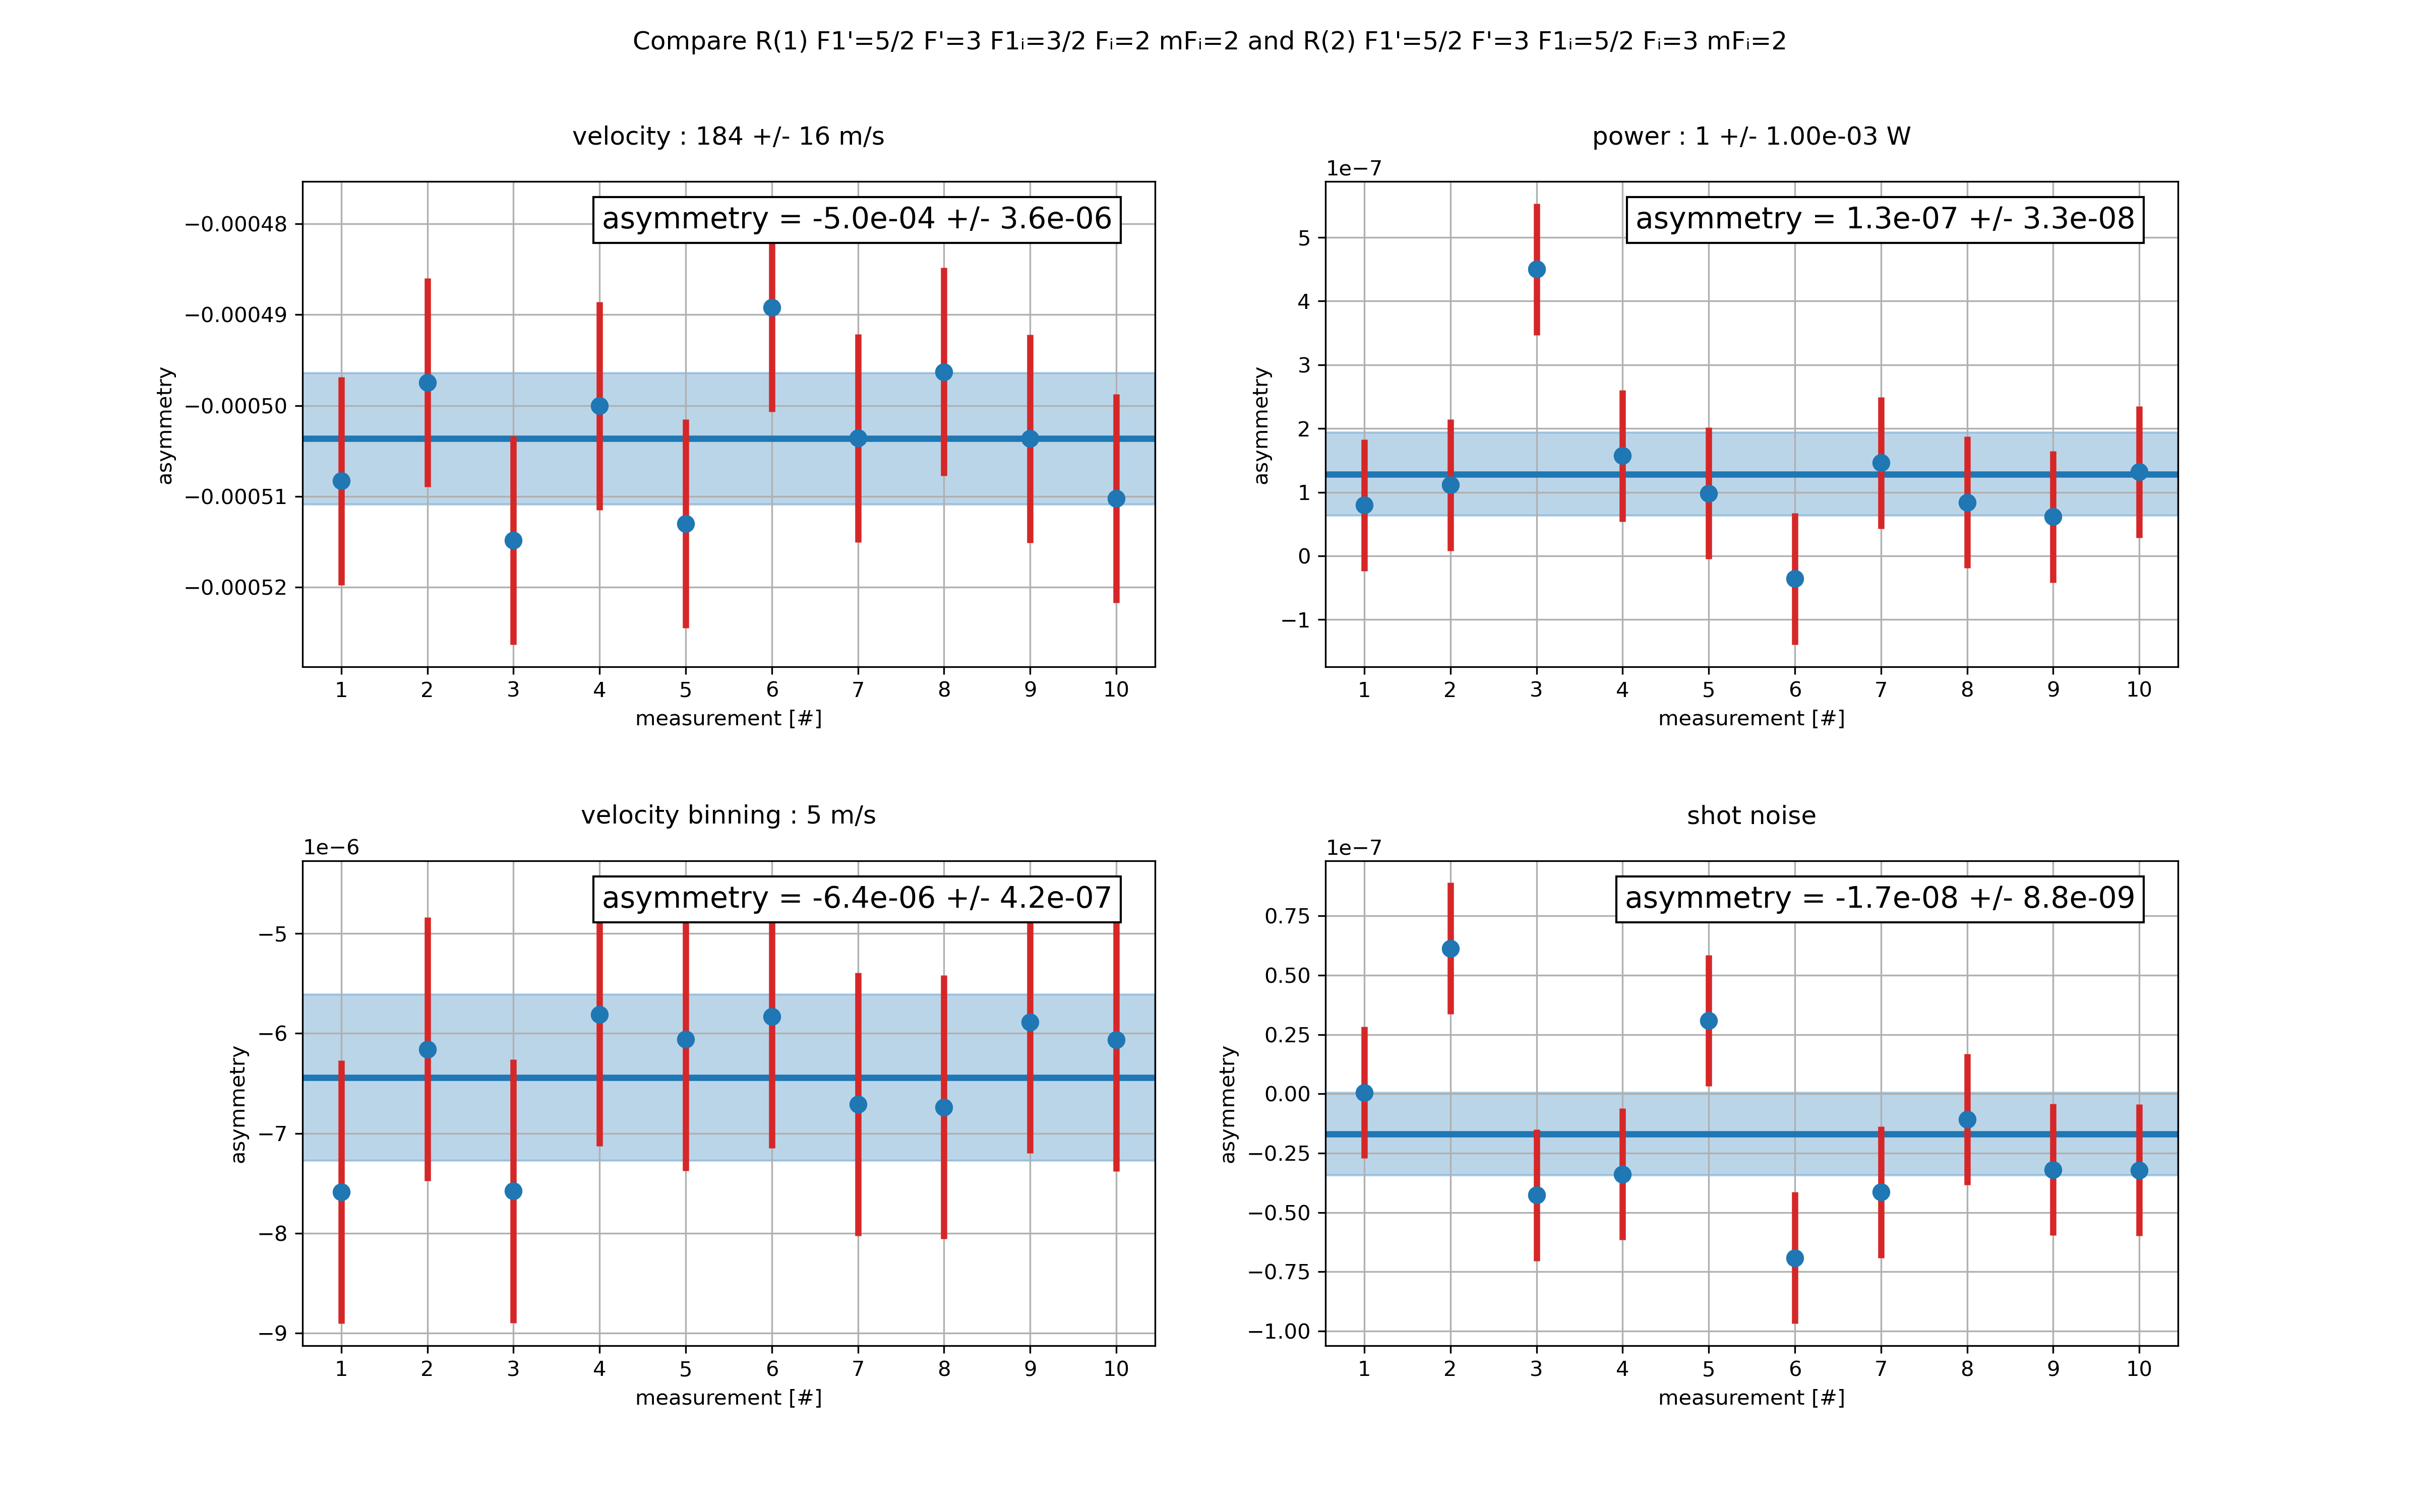 Compare R(1) F1'=5/2 F'=3 F1ᵢ=3/2 Fᵢ=2 mFᵢ=2 and R(2) F1'=5/2 F'=3 F1ᵢ=5/2 Fᵢ=3 mFᵢ=2
velocity : 184 +/- 16 m/s
asymmetry = -5.0e-04 +/- 3.6e-06
−0.00048
−0.00049
−0.00050
−0.00051
−0.00052
asymmetry
1 2 3 4 5 6 7 8 9 10
measurement [#]
power : 1 +/- 1.00e-03 W
1e−7
asymmetry = 1.3e-07 +/- 3.3e-08
5
4
3
2
1
0
−1
asymmetry
1 2 3 4 5 6 7 8 9 10
measurement [#]
velocity binning : 5 m/s
1e−6
asymmetry = -6.4e-06 +/- 4.2e-07
−5
−6
−7
−8
−9
asymmetry
1 2 3 4 5 6 7 8 9 10
measurement [#]
shot noise
1e−7
asymmetry = -1.7e-08 +/- 8.8e-09
0.75
0.50
0.25
0.00
−0.25
−0.50
−0.75
−1.00
asymmetry
1 2 3 4 5 6 7 8 9 10
measurement [#]